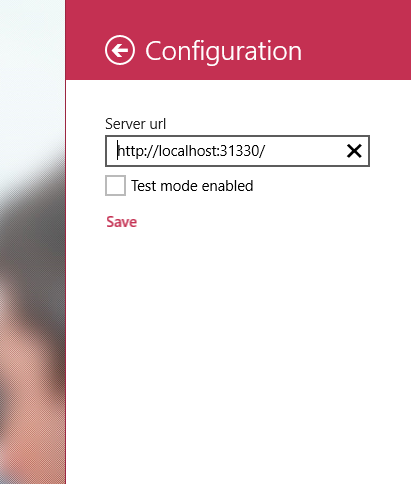 Configuration
Server url
http://localhost:31330/
Test mode enabled
Save